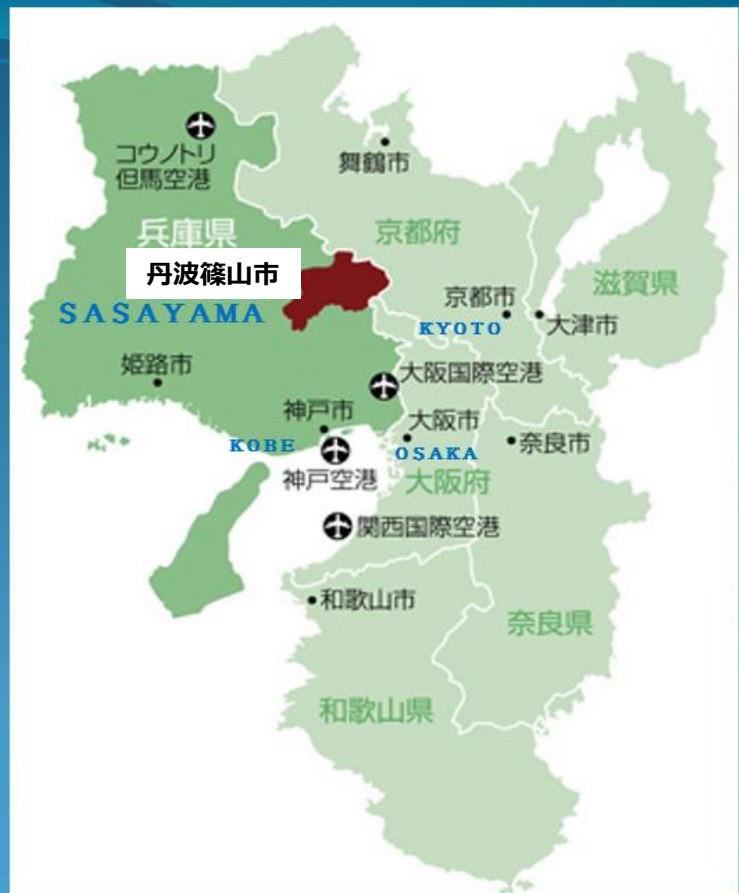 コウノトリ
但馬空港
舞鶴市
兵庫県
京都府
丹波篠山市
滋賀県
SASAYAMA
京都市
KYOTO
大津市
姫路市
大阪国際空港
神戸市
大阪市
奈良市
KOBE
OSAKA
神戸空港
大阪府
関西国際空港
和歌山市
奈良県
和歌山県